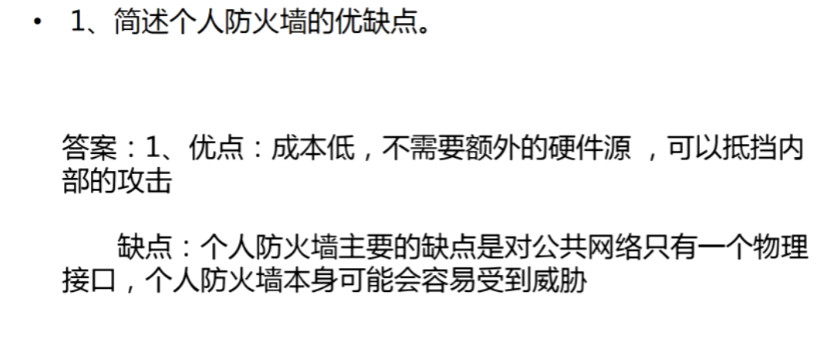 • 1、简述个人防火墙的优缺点。
答案：1、优点：成本低，不需要额外的硬件源 ，可以抵挡内
部的攻击
缺点：个人防火墙主要的缺点是对公共网络只有一个物理
接口，个人防火墙本身可能会容易受到威胁